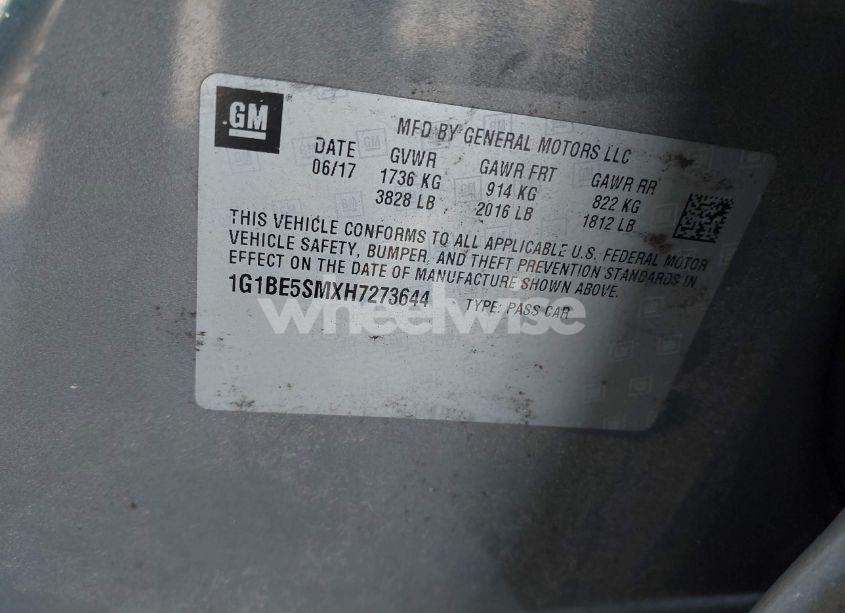 GM
MFD BY GENERAL MOTORS LLC
DATE GVWR GAWR FRT GAWR RR
06/17 1736 KG 914 KG 822 KG
3828 LB 2016 LB 1812 LB
THIS VEHICLE CONFORMS TO ALL APPLICABLE U.S. FEDERAL MOTOR
VEHICLE SAFETY, BUMPER, AND THEFT PREVENTION STANDARDS IN
EFFECT ON THE DATE OF MANUFACTURE SHOWN ABOVE.
1G1BE5SMXH7273644 TYPE: PASS CAR
wheelwise